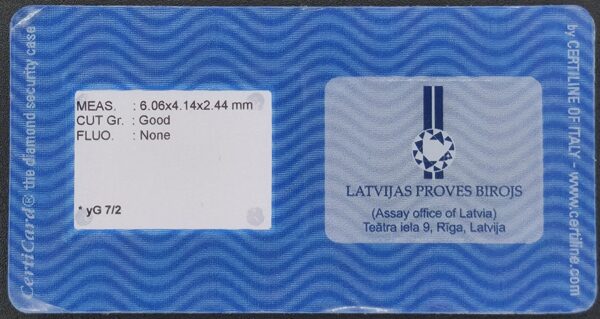 CertiCard® the diamond security case
MEAS. : 6.06x4.14x2.44 mm
CUT Gr. : Good
FLUO. : None
* yG 7/2
LATVIJAS PROVES BIROJS
(Assay office of Latvia)
Teātra iela 9, Rīga, Latvija
by CERTILINE OF ITALY - www.certiline.com